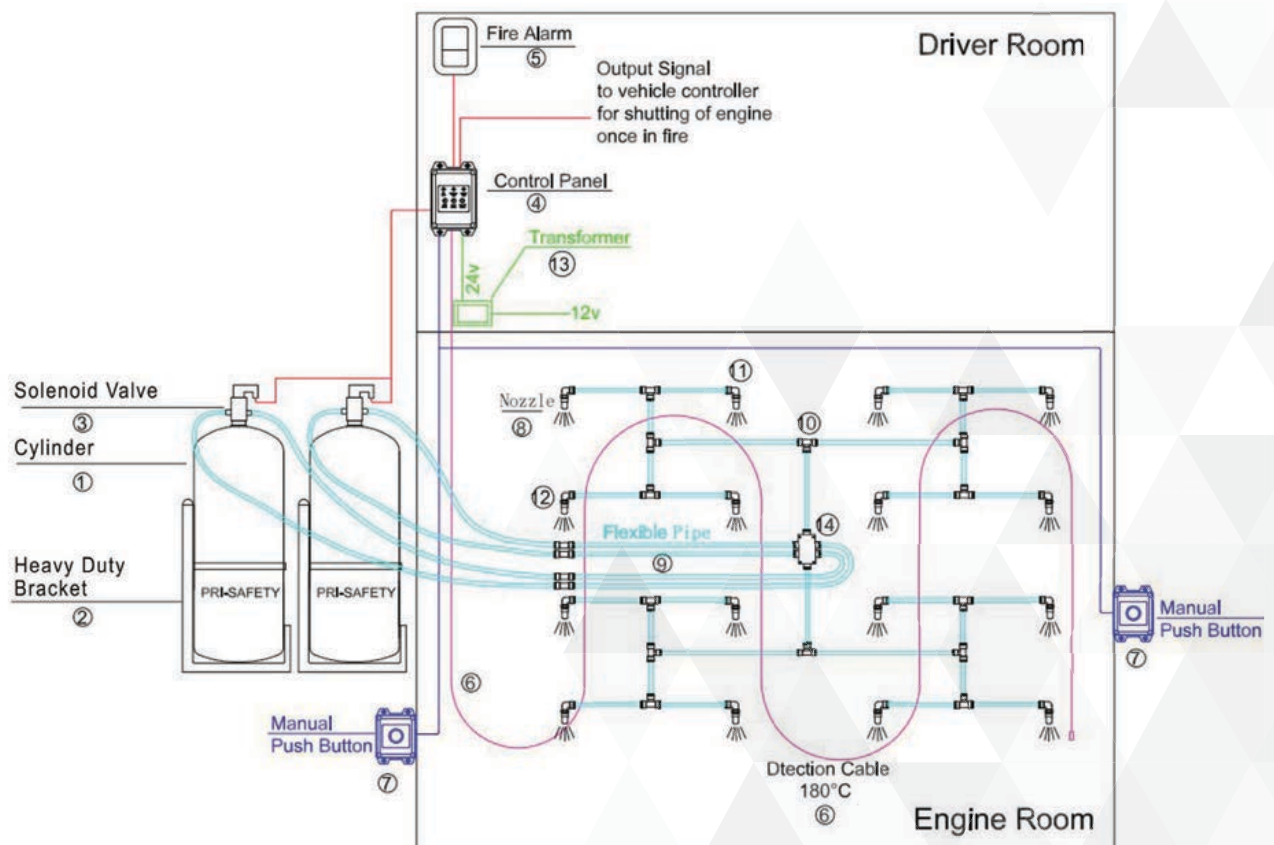 Fire Alarm
⑤
Driver Room
Output Signal
to vehicle controller
for shutting of engine
once in fire
Control Panel
④
Transformer
⑬
24v
12v
Solenoid Valve
③
Cylinder
①
Heavy Duty
Bracket
②
PRI-SAFETY
PRI-SAFETY
Nozzle
⑧
⑪
⑩
⑫
⑭
Flexible Pipe
⑨
Manual
Push Button
⑦
⑥
Manual
Push Button
⑦
Dtection Cable
180°C
⑥
Engine Room